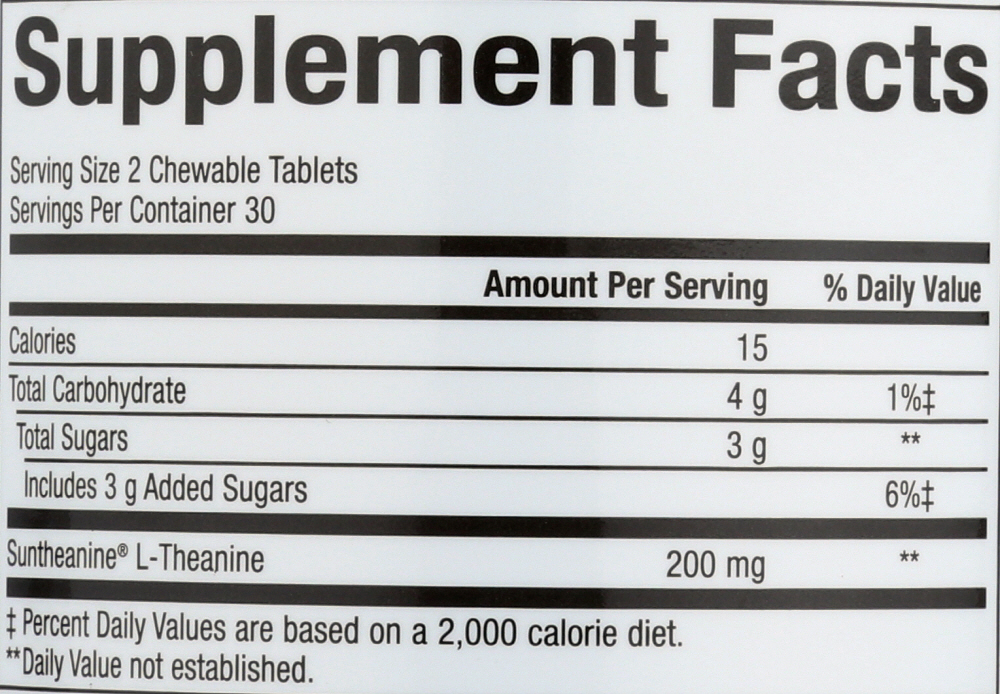 Supplement Facts
Serving Size 2 Chewable Tablets
Servings Per Container 30
Amount Per Serving % Daily Value
Calories 15
Total Carbohydrate 4 g 1%‡
Total Sugars 3 g **
Includes 3 g Added Sugars 6%‡
Suntheanine® L-Theanine 200 mg **
‡ Percent Daily Values are based on a 2,000 calorie diet.
**Daily Value not established.